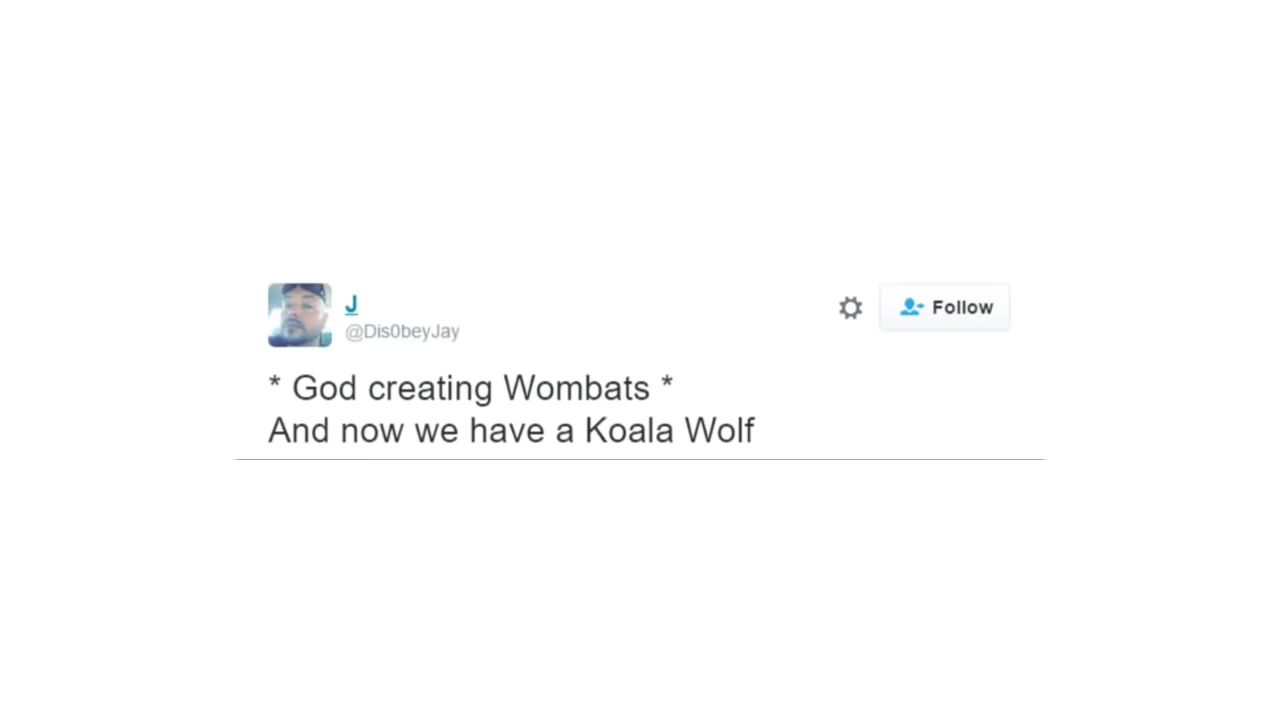 J
@Dis0beyJay
Follow
* God creating Wombats *
And now we have a Koala Wolf